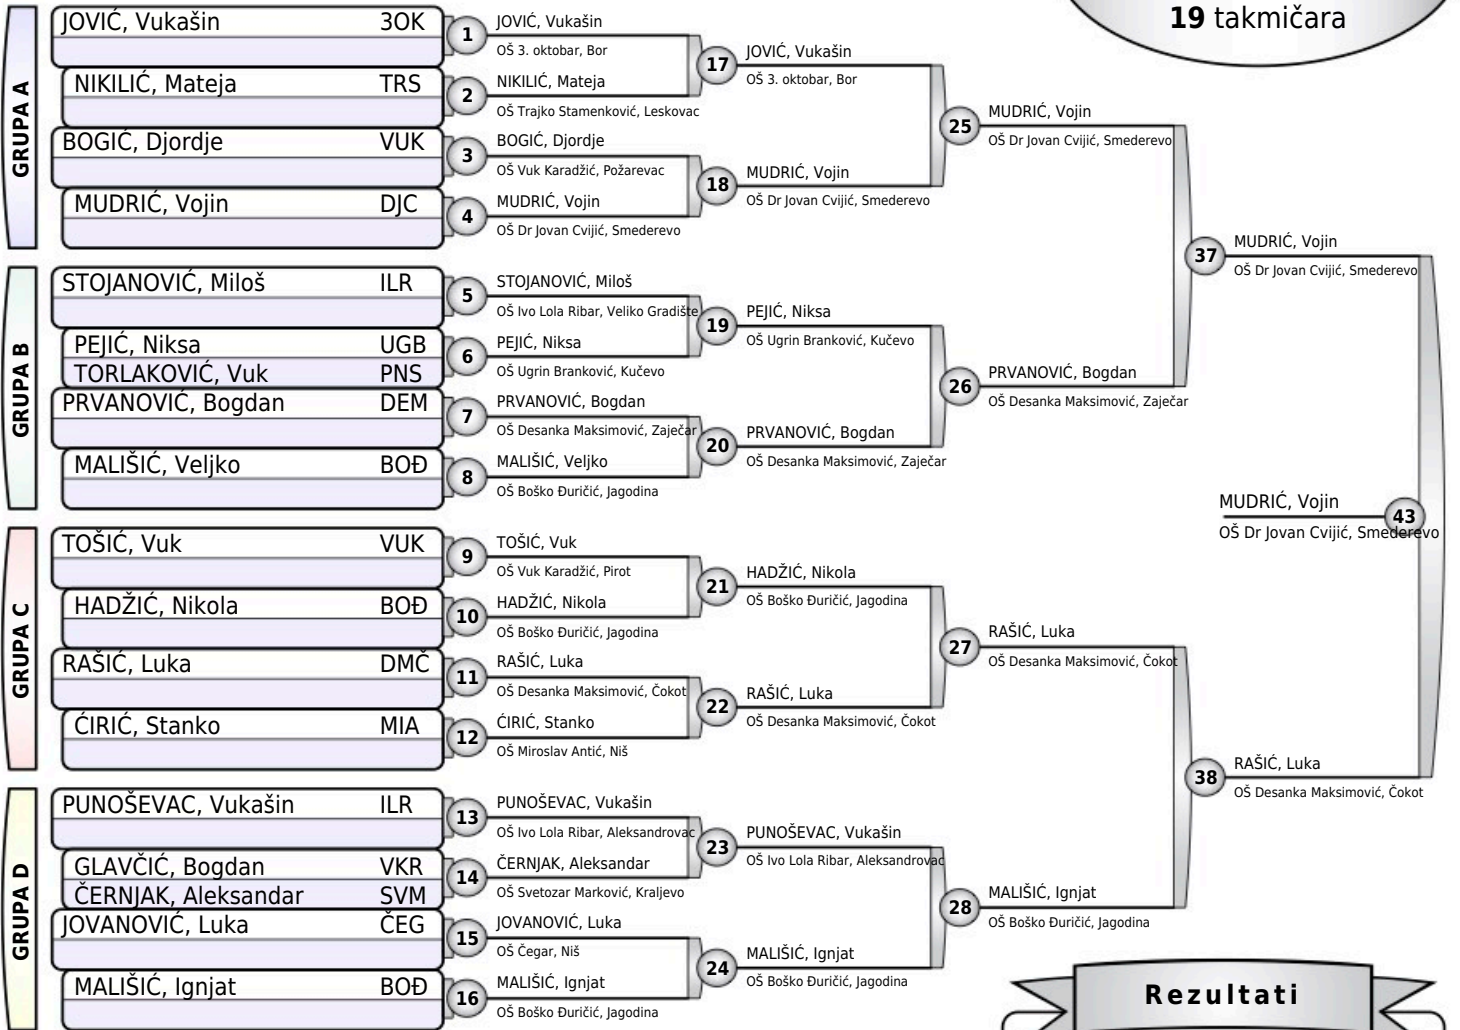 19 takmičara
GRUPA A
JOVIĆ, Vukašin 3OK
NIKILIĆ, Mateja TRS
BOGIĆ, Djordje VUK
MUDRIĆ, Vojin DJC
GRUPA B
STOJANOVIĆ, Miloš ILR
PEJIĆ, Niksa UGB
TORLAKOVIĆ, Vuk PNS
PRVANOVIĆ, Bogdan DEM
MALIŠIĆ, Veljko BOĐ
GRUPA C
TOŠIĆ, Vuk VUK
HADŽIĆ, Nikola BOĐ
RAŠIĆ, Luka DMČ
ĆIRIĆ, Stanko MIA
GRUPA D
PUNOŠEVAC, Vukašin ILR
GLAVČIĆ, Bogdan VKR
ČERNJAK, Aleksandar SVM
JOVANOVIĆ, Luka ČEG
MALIŠIĆ, Ignjat BOĐ
1
JOVIĆ, Vukašin
OŠ 3. oktobar, Bor
2
NIKILIĆ, Mateja
OŠ Trajko Stamenković, Leskovac
3
BOGIĆ, Djordje
OŠ Vuk Karadžić, Požarevac
4
MUDRIĆ, Vojin
OŠ Dr Jovan Cvijić, Smederevo
5
STOJANOVIĆ, Miloš
OŠ Ivo Lola Ribar, Veliko Gradište
6
PEJIĆ, Niksa
OŠ Ugrin Branković, Kučevo
7
PRVANOVIĆ, Bogdan
OŠ Desanka Maksimović, Zaječar
8
MALIŠIĆ, Veljko
OŠ Boško Đuričić, Jagodina
9
TOŠIĆ, Vuk
OŠ Vuk Karadžić, Pirot
10
HADŽIĆ, Nikola
OŠ Boško Đuričić, Jagodina
11
RAŠIĆ, Luka
OŠ Desanka Maksimović, Čokot
12
ĆIRIĆ, Stanko
OŠ Miroslav Antić, Niš
13
PUNOŠEVAC, Vukašin
OŠ Ivo Lola Ribar, Aleksandrovac
14
ČERNJAK, Aleksandar
OŠ Svetozar Marković, Kraljevo
15
JOVANOVIĆ, Luka
OŠ Čegar, Niš
16
MALIŠIĆ, Ignjat
OŠ Boško Đuričić, Jagodina
17
JOVIĆ, Vukašin
OŠ 3. oktobar, Bor
18
MUDRIĆ, Vojin
OŠ Dr Jovan Cvijić, Smederevo
19
PEJIĆ, Niksa
OŠ Ugrin Branković, Kučevo
20
PRVANOVIĆ, Bogdan
OŠ Desanka Maksimović, Zaječar
21
HADŽIĆ, Nikola
OŠ Boško Đuričić, Jagodina
22
RAŠIĆ, Luka
OŠ Desanka Maksimović, Čokot
23
PUNOŠEVAC, Vukašin
OŠ Ivo Lola Ribar, Aleksandrovac
24
MALIŠIĆ, Ignjat
OŠ Boško Đuričić, Jagodina
25
MUDRIĆ, Vojin
OŠ Dr Jovan Cvijić, Smederevo
26
PRVANOVIĆ, Bogdan
OŠ Desanka Maksimović, Zaječar
27
RAŠIĆ, Luka
OŠ Desanka Maksimović, Čokot
28
MALIŠIĆ, Ignjat
OŠ Boško Đuričić, Jagodina
37
MUDRIĆ, Vojin
OŠ Dr Jovan Cvijić, Smederevo
38
RAŠIĆ, Luka
OŠ Desanka Maksimović, Čokot
43
MUDRIĆ, Vojin
OŠ Dr Jovan Cvijić, Smederevo
Rezultati